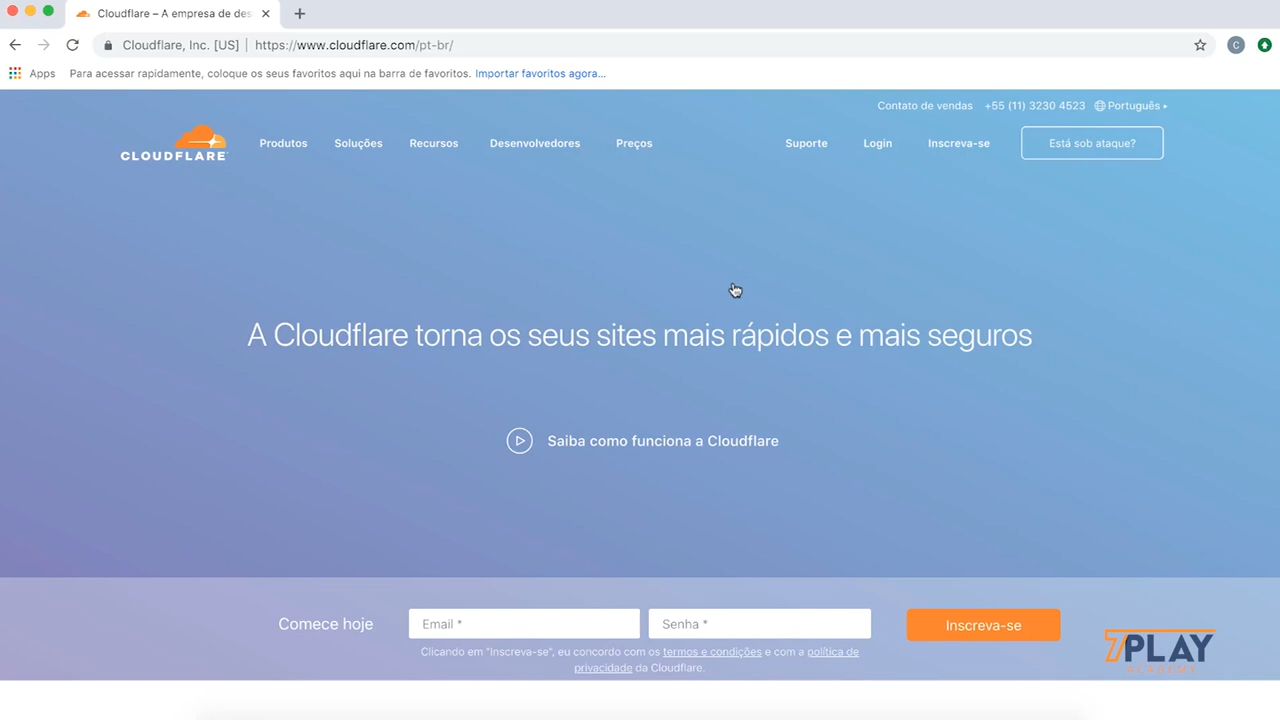 Cloudflare – A empresa de des
Cloudflare, Inc. [US] | https://www.cloudflare.com/pt-br/
C
Apps Para acessar rapidamente, coloque os seus favoritos aqui na barra de favoritos. Importar favoritos agora...
Contato de vendas +55 (11) 3230 4523 Português
CLOUDFLARE
Produtos Soluções Recursos Desenvolvedores Preços Suporte Login Inscreva-se Está sob ataque?
A Cloudflare torna os seus sites mais rápidos e mais seguros
Saiba como funciona a Cloudflare
Comece hoje Email * Senha * Inscreva-se
Clicando em "Inscreva-se", eu concordo com os termos e condições e com a política de
privacidade da Cloudflare.
7PLAY
ACADEMY